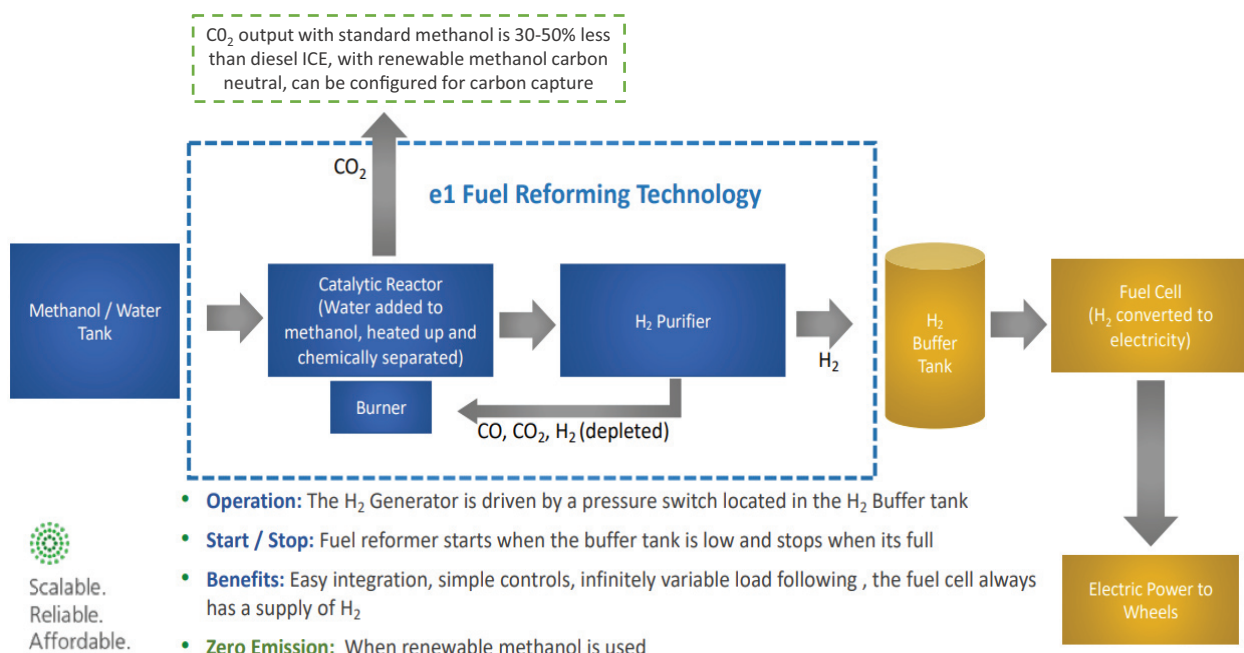 C0₂ output with standard methanol is 30-50% less
than diesel ICE, with renewable methanol carbon
neutral, can be configured for carbon capture
CO₂
e1 Fuel Reforming Technology
Methanol / Water
Tank
Catalytic Reactor
(Water added to
methanol, heated up and
chemically separated)
H₂ Purifier
H₂
H₂
Buffer
Tank
Fuel Cell
(H₂ converted to
electricity)
Burner
CO, CO₂, H₂ (depleted)
• Operation: The H₂ Generator is driven by a pressure switch located in the H₂ Buffer tank
• Start / Stop: Fuel reformer starts when the buffer tank is low and stops when its full
• Benefits: Easy integration, simple controls, infinitely variable load following , the fuel cell always
has a supply of H₂
• Zero Emission: When renewable methanol is used
Scalable.
Reliable.
Affordable.
Electric Power to
Wheels